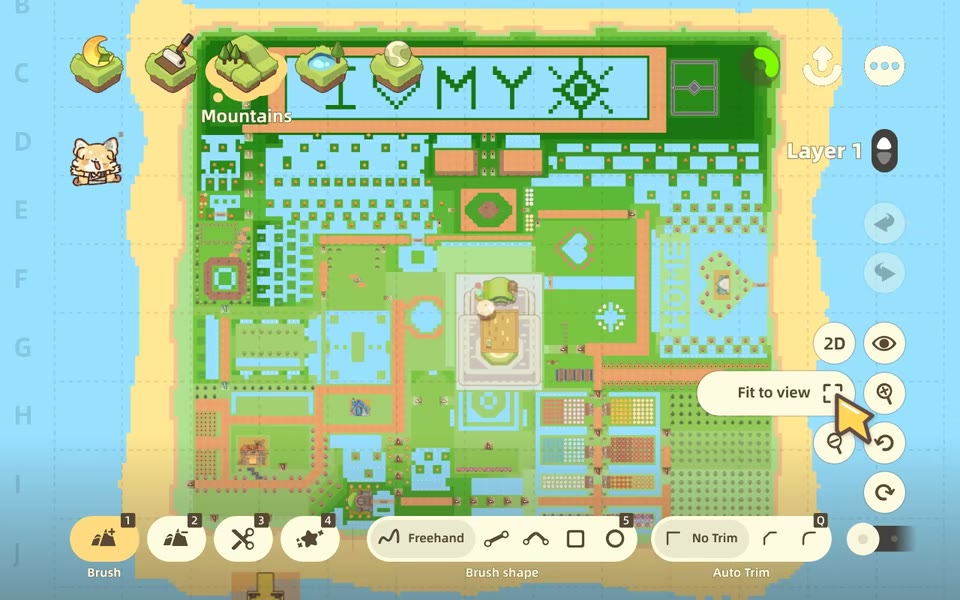 B
C
I ♡ MY
Mountains
D
Layer 1
E
F
HOME
G
2D
Fit to view
H
I
1
2
3
4
5
Q
Freehand
No Trim
J
Brush
Brush shape
Auto Trim